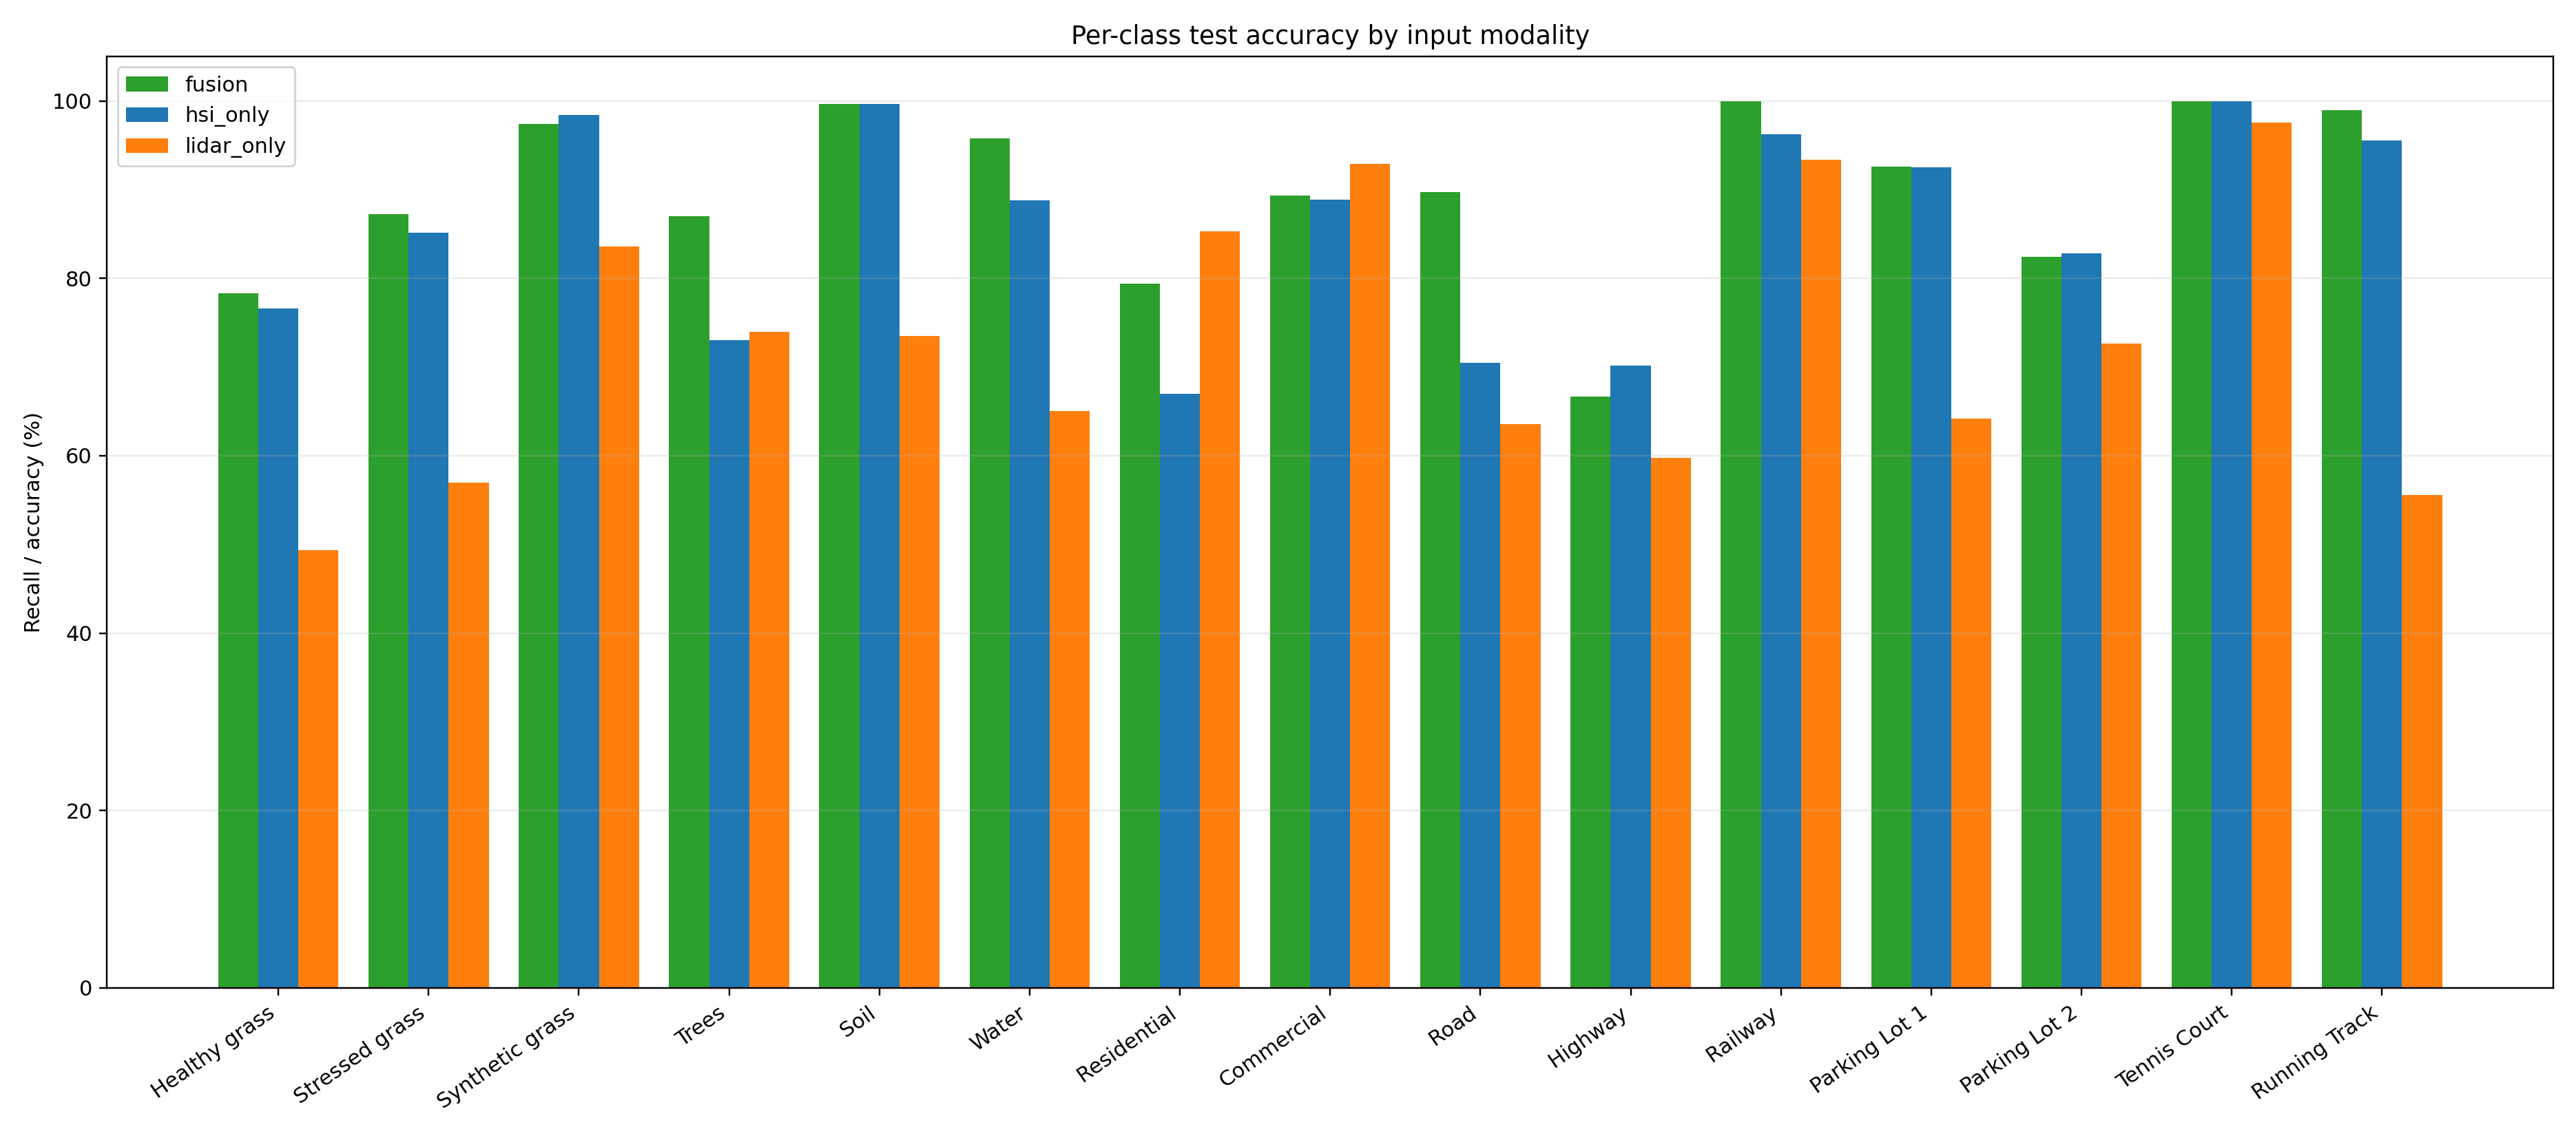 Per-class test accuracy by input modality
fusion
hsi_only
lidar_only
Recall / accuracy (%)
100
80
60
40
20
0
Healthy grass
Stressed grass
Synthetic grass
Trees
Soil
Water
Residential
Commercial
Road
Highway
Railway
Parking Lot 1
Parking Lot 2
Tennis Court
Running Track